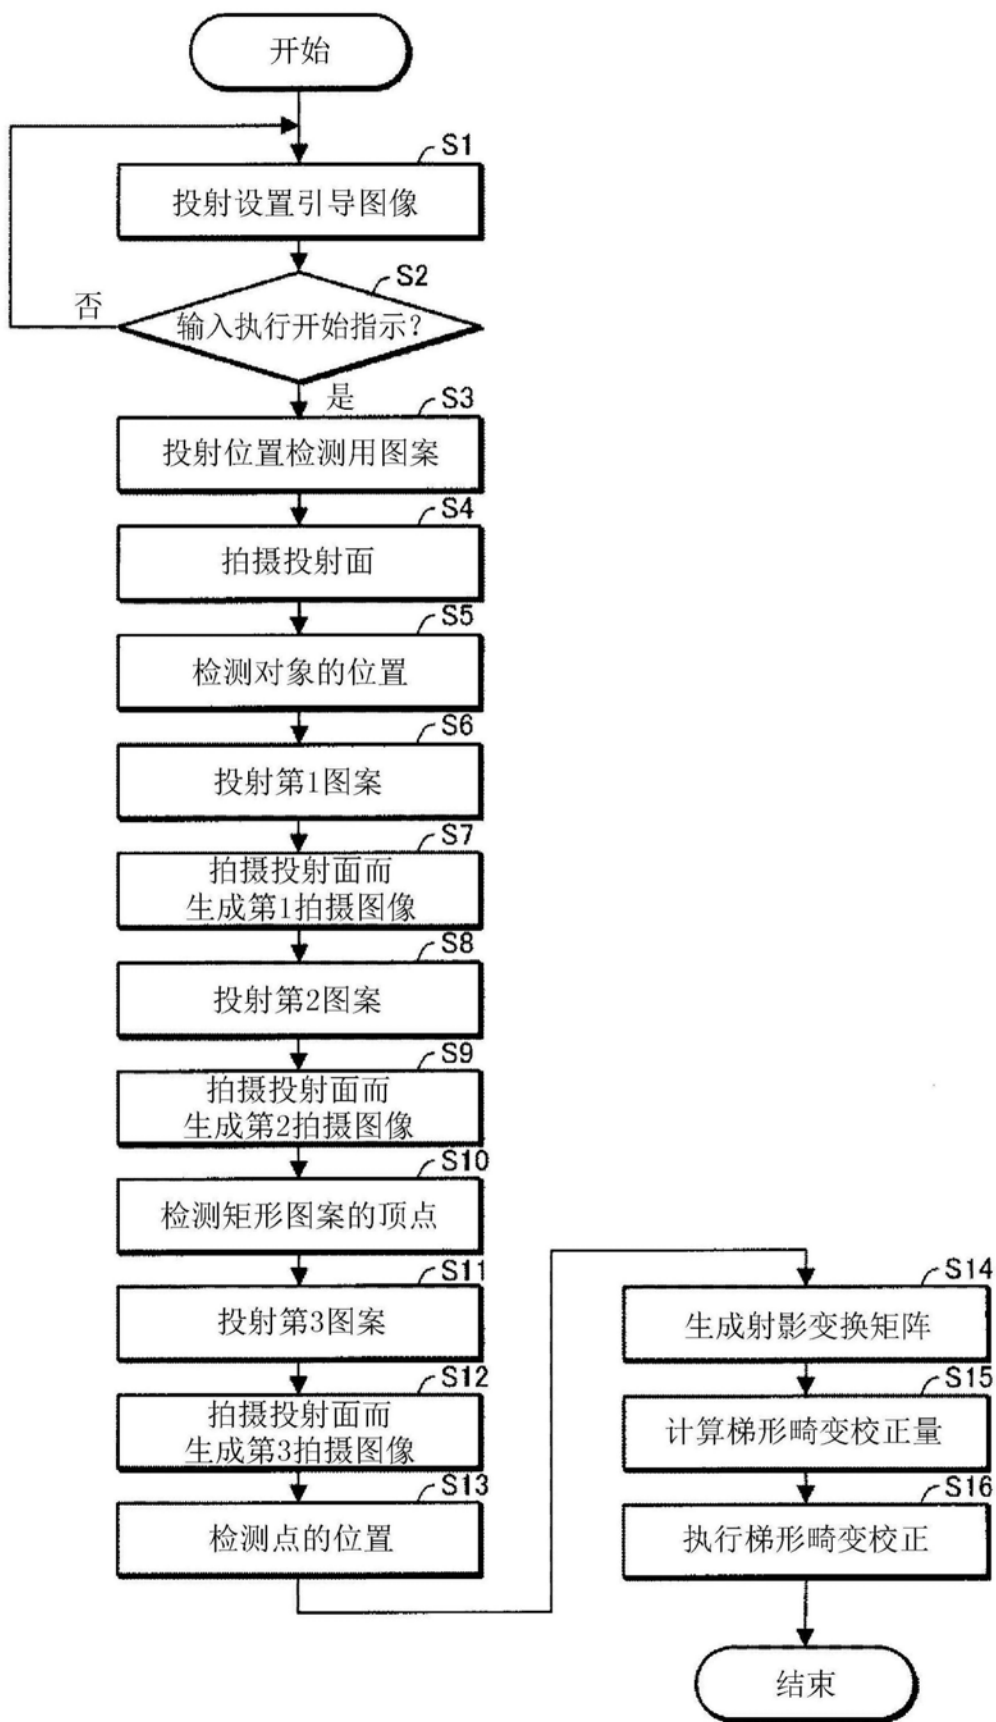 开始
S1
投射设置引导图像
S2
输入执行开始指示？
否
是
S3
投射位置检测用图案
S4
拍摄投射面
S5
检测对象的位置
S6
投射第1图案
S7
拍摄投射面而
生成第1拍摄图像
S8
投射第2图案
S9
拍摄投射面而
生成第2拍摄图像
S10
检测矩形图案的顶点
S11
投射第3图案
S12
拍摄投射面而
生成第3拍摄图像
S13
检测点的位置
S14
生成射影变换矩阵
S15
计算梯形畸变校正量
S16
执行梯形畸变校正
结束